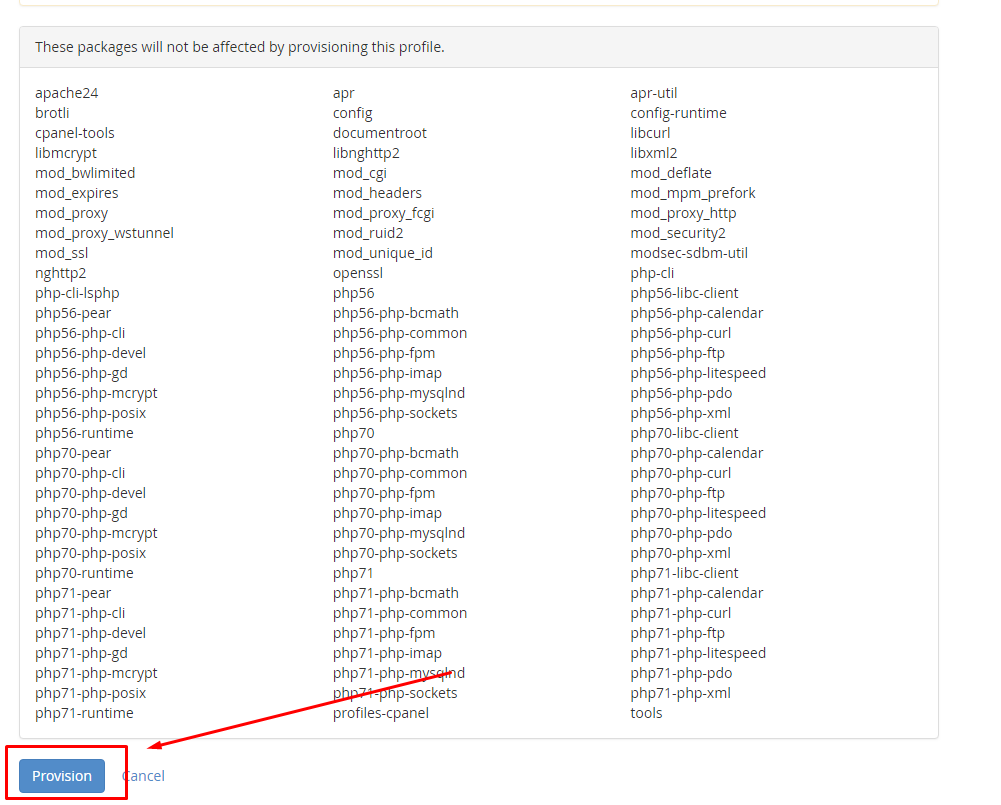 These packages will not be affected by provisioning this profile.
apache24 apr apr-util
brotli config config-runtime
cpanel-tools documentroot libcurl
libmcrypt libnghttp2 libxml2
mod_bwlimited mod_cgi mod_deflate
mod_expires mod_headers mod_mpm_prefork
mod_proxy mod_proxy_fcgi mod_proxy_http
mod_proxy_wstunnel mod_ruid2 mod_security2
mod_ssl mod_unique_id modsec-sdbm-util
nghttp2 openssl php-cli
php-cli-lsphp php56 php56-libc-client
php56-pear php56-php-bcmath php56-php-calendar
php56-php-cli php56-php-common php56-php-curl
php56-php-devel php56-php-fpm php56-php-ftp
php56-php-gd php56-php-imap php56-php-litespeed
php56-php-mcrypt php56-php-mysqlnd php56-php-pdo
php56-php-posix php56-php-sockets php56-php-xml
php56-runtime php70 php70-libc-client
php70-pear php70-php-bcmath php70-php-calendar
php70-php-cli php70-php-common php70-php-curl
php70-php-devel php70-php-fpm php70-php-ftp
php70-php-gd php70-php-imap php70-php-litespeed
php70-php-mcrypt php70-php-mysqlnd php70-php-pdo
php70-php-posix php70-php-sockets php70-php-xml
php70-runtime php71 php71-libc-client
php71-pear php71-php-bcmath php71-php-calendar
php71-php-cli php71-php-common php71-php-curl
php71-php-devel php71-php-fpm php71-php-ftp
php71-php-gd php71-php-imap php71-php-litespeed
php71-php-mcrypt php71-php-mysqlnd php71-php-pdo
php71-php-posix php71-php-sockets php71-php-xml
php71-runtime profiles-cpanel tools
Provision Cancel